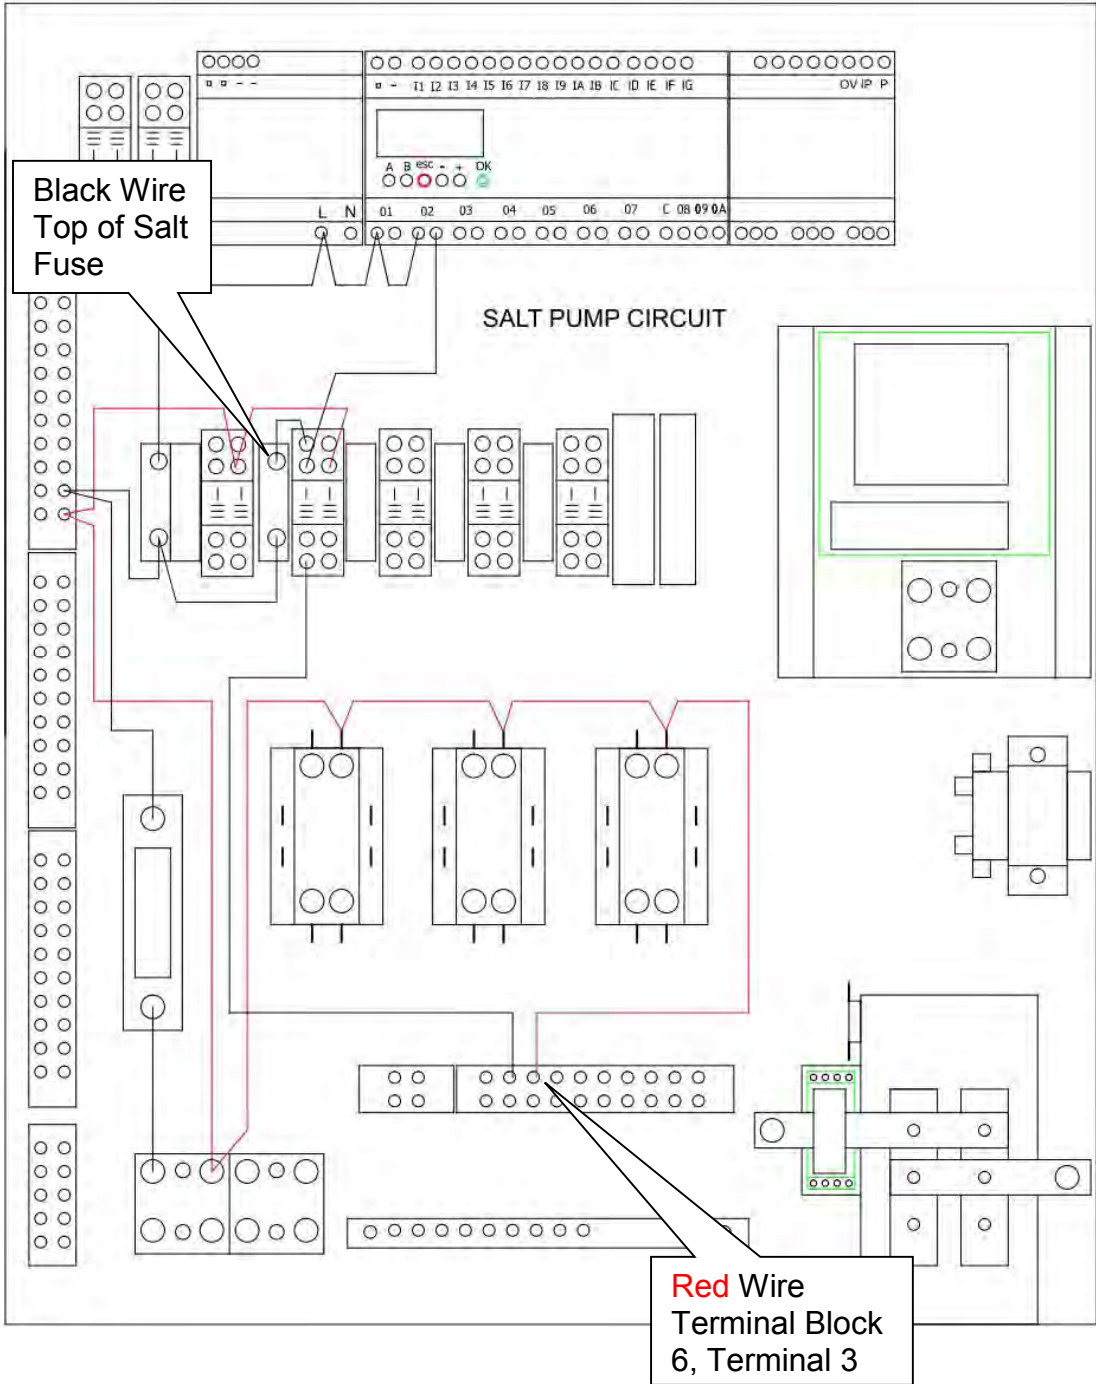 ¤ ¤ - -
¤ - I1 I2 I3 I4 I5 I6 I7 I8 I9 IA IB IC ID IE IF IG
0V IP P
A B esc - + OK
L N
01 02 03 04 05 06 07 C 08 09 0A
Black Wire
Top of Salt
Fuse
SALT PUMP CIRCUIT
Red Wire
Terminal Block
6, Terminal 3